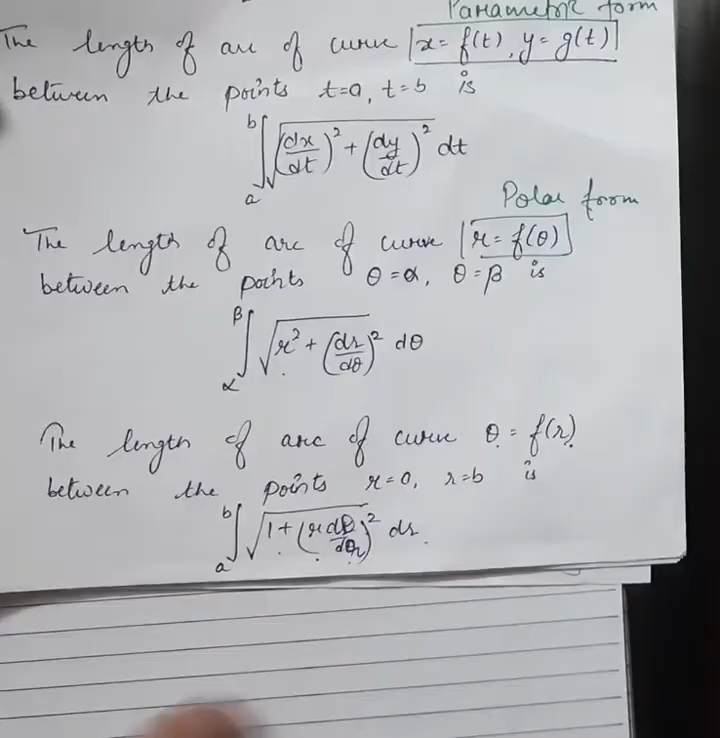 Parametric form
The length of arc of curve x = f(t), y = g(t)
between the points t=a, t=b is
∫_a^b √((dx/dt)² + (dy/dt)²) dt
Polar form
The length of arc of curve r = f(θ)
between the points θ = α, θ = β is
∫_α^β √(r² + (dr/dθ)²) dθ
The length of arc of curve θ = f(r)
between the points r=a, r=b is
∫_a^b √(1 + (r dθ/dr)²) dr.